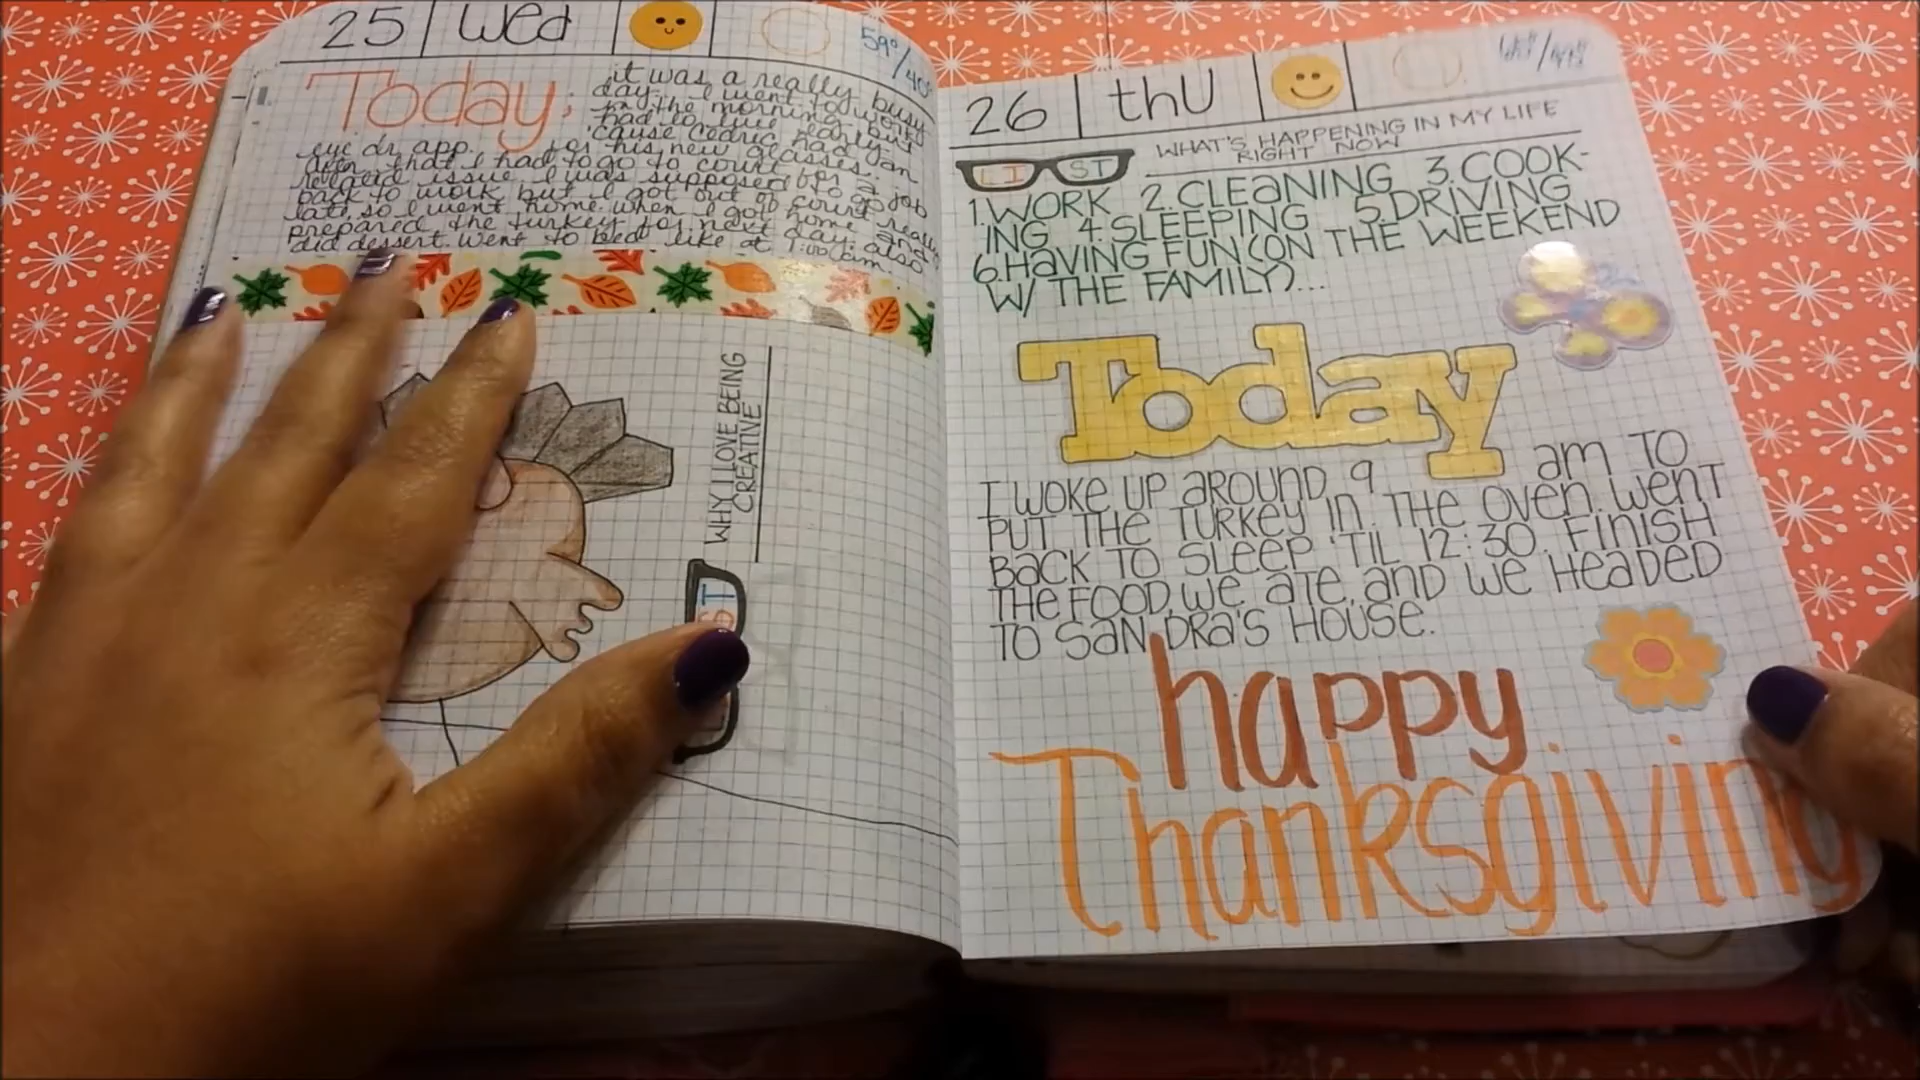 25 wed
59°/40°
Today,
it was a really busy
day. I went to work
in the morning, but
had to live early
'cause Cedric had an
eye dr. app. for his new glasses.
after that I had to go to court for a job
related issue. I was supposed to go
back to work but I got out of court really
late, so I went home. when I got home
prepared the turkey for next day. also
did dessert. went to bed like at 1:00 am.
WHY I LOVE BEING
CREATIVE
ST
26 thU
LIST
WHAT'S HAPPENING IN MY LIFE
RIGHT NOW
1.WORK 2.CLEANING 3.COOK-
ING 4.SLEEPING 5.DRIVING
6.HAVING FUN(ON THE WEEKEND
W/ THE FAMILY)...
Today
I WOKE UP AROUND 9 am TO
PUT THE TURKEY IN THE OVEN. WENT
BACK TO SLEEP 'TIL 12:30. FINISH
THE FOOD, WE ATE, AND WE HEADED
TO SANDRA'S HOUSE.
happy
Thanksgiving